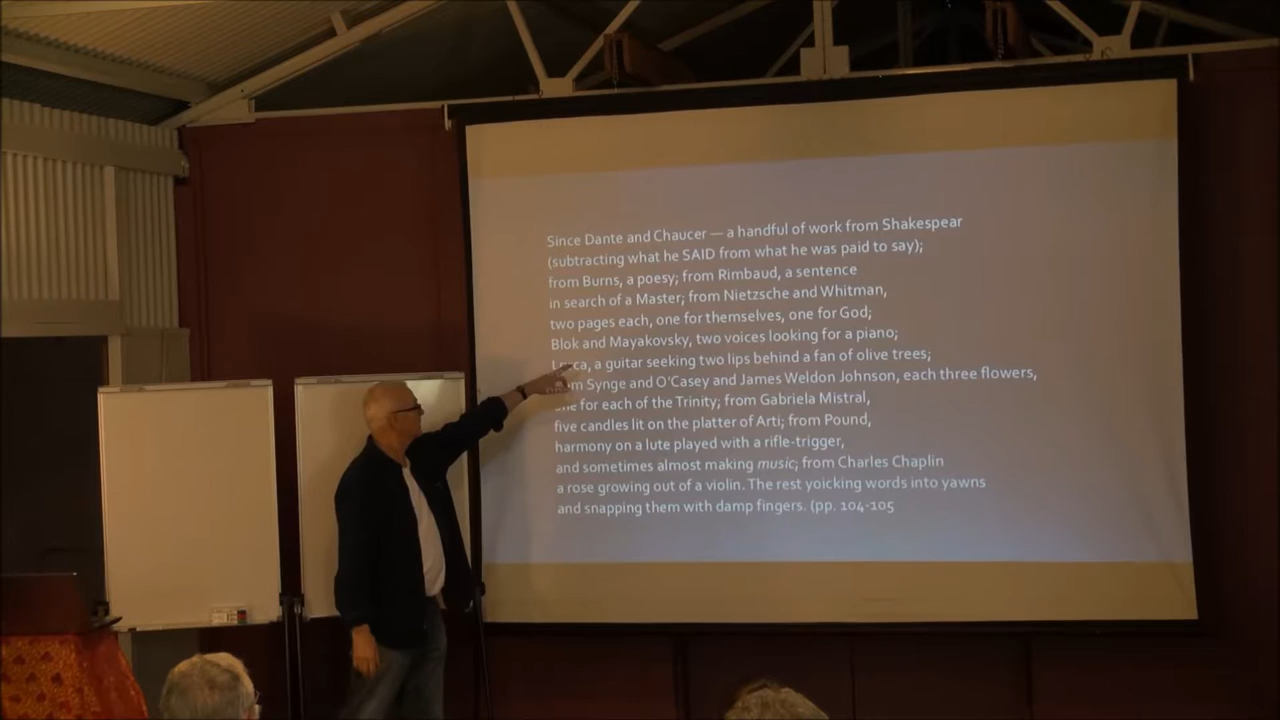 Since Dante and Chaucer — a handful of work from Shakespear
(subtracting what he SAID from what he was paid to say);
from Burns, a poesy; from Rimbaud, a sentence
in search of a Master; from Nietzsche and Whitman,
two pages each, one for themselves, one for God;
Blok and Mayakovsky, two voices looking for a piano;
a guitar seeking two lips behind a fan of olive trees;
Synge and O'Casey and James Weldon Johnson, each three flowers,
for each of the Trinity; from Gabriela Mistral,
five candles lit on the platter of Arti; from Pound,
harmony on a lute played with a rifle-trigger,
and sometimes almost making music; from Charles Chaplin
a rose growing out of a violin. The rest yoicking words into yawns
and snapping them with damp fingers. (pp. 104-105